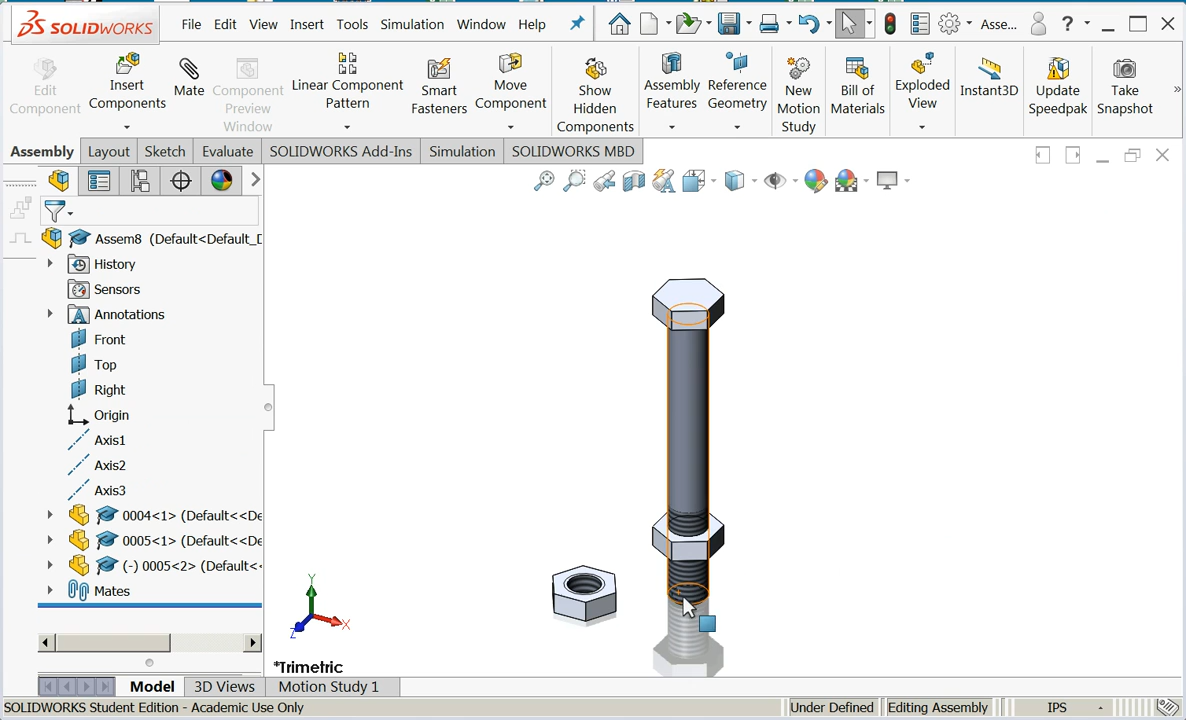 SOLIDWORKS File Edit View Insert Tools Simulation Window Help Asse... ?
Edit Component
Insert Components
Mate
Component Preview Window
Linear Component Pattern
Smart Fasteners
Move Component
Show Hidden Components
Assembly Features
Reference Geometry
New Motion Study
Bill of Materials
Exploded View
Instant3D
Update Speedpak
Take Snapshot
»
Assembly Layout Sketch Evaluate SOLIDWORKS Add-Ins Simulation SOLIDWORKS MBD
Assem8 (Default<Default_D
History
Sensors
Annotations
Front
Top
Right
Origin
Axis1
Axis2
Axis3
0004<1> (Default<<De
0005<1> (Default<<De
(-) 0005<2> (Default<
Mates
Y
X
Z
*Trimetric
Model 3D Views Motion Study 1
SOLIDWORKS Student Edition - Academic Use Only Under Defined Editing Assembly IPS